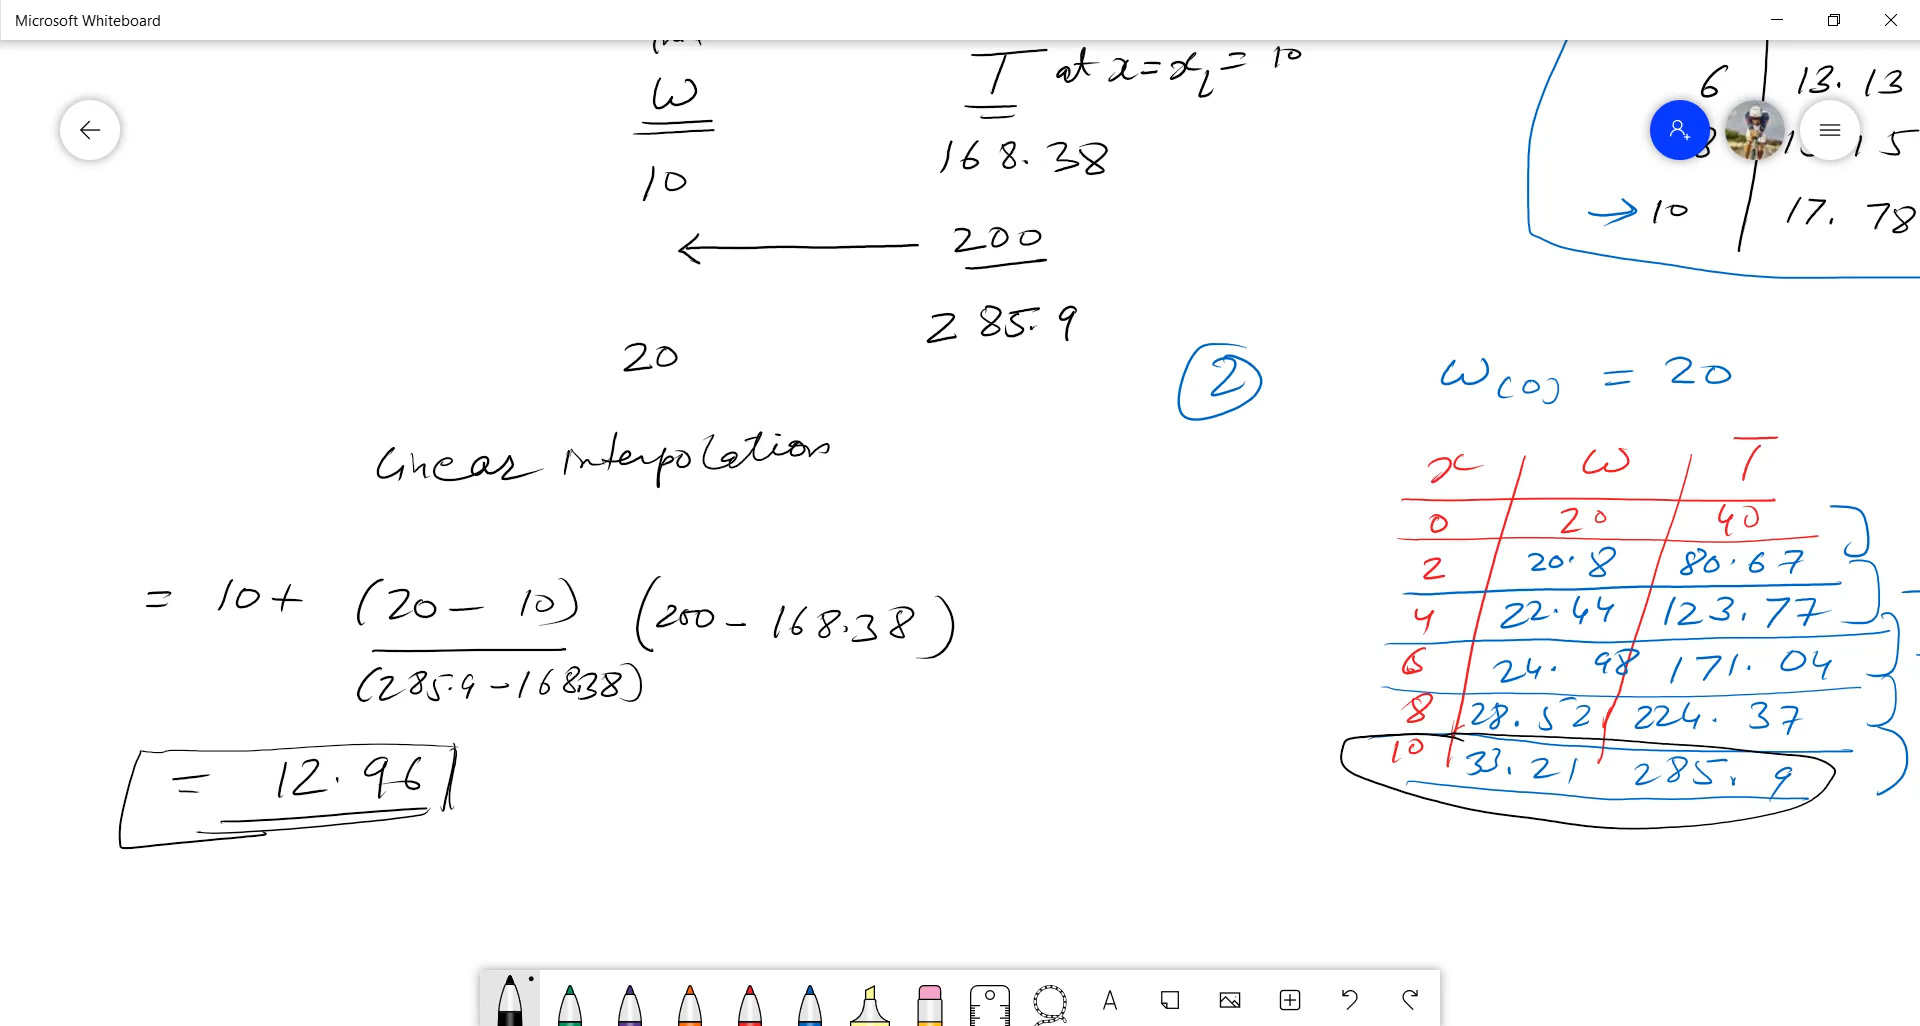 Microsoft Whiteboard
ω
T at x = x_L = 10
10
168.38
200
20
285.9
Linear interpolation
= 10 + (20 - 10) (200 - 168.38)
(285.9 - 168.38)
= 12.96
6 13.13
5
→ 10 17.78
2 ω(0) = 20
x ω T
0 20 40
2 20.8 80.67
4 22.44 123.77
6 24.98 171.04
8 28.52 224.37
10 33.21 285.9
A